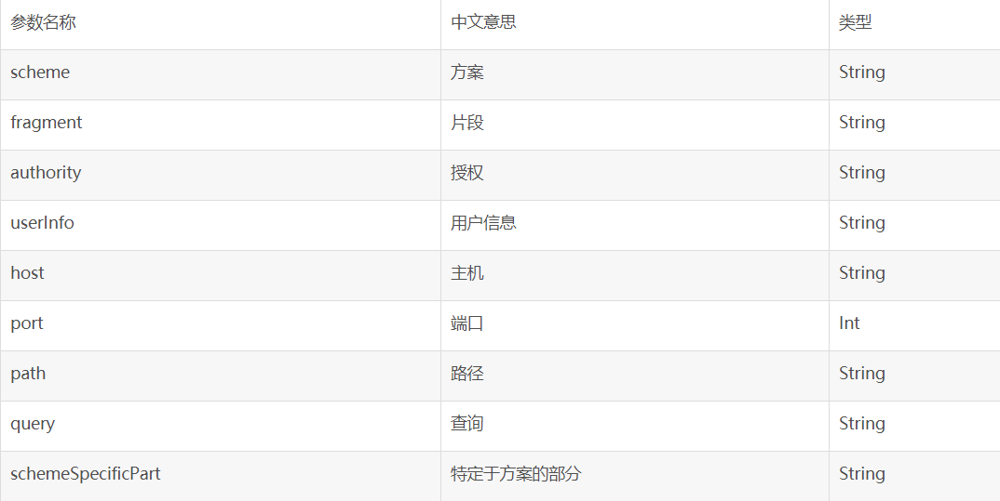 参数名称 中文意思 类型
scheme 方案 String
fragment 片段 String
authority 授权 String
userInfo 用户信息 String
host 主机 String
port 端口 Int
path 路径 String
query 查询 String
schemeSpecificPart 特定于方案的部分 String